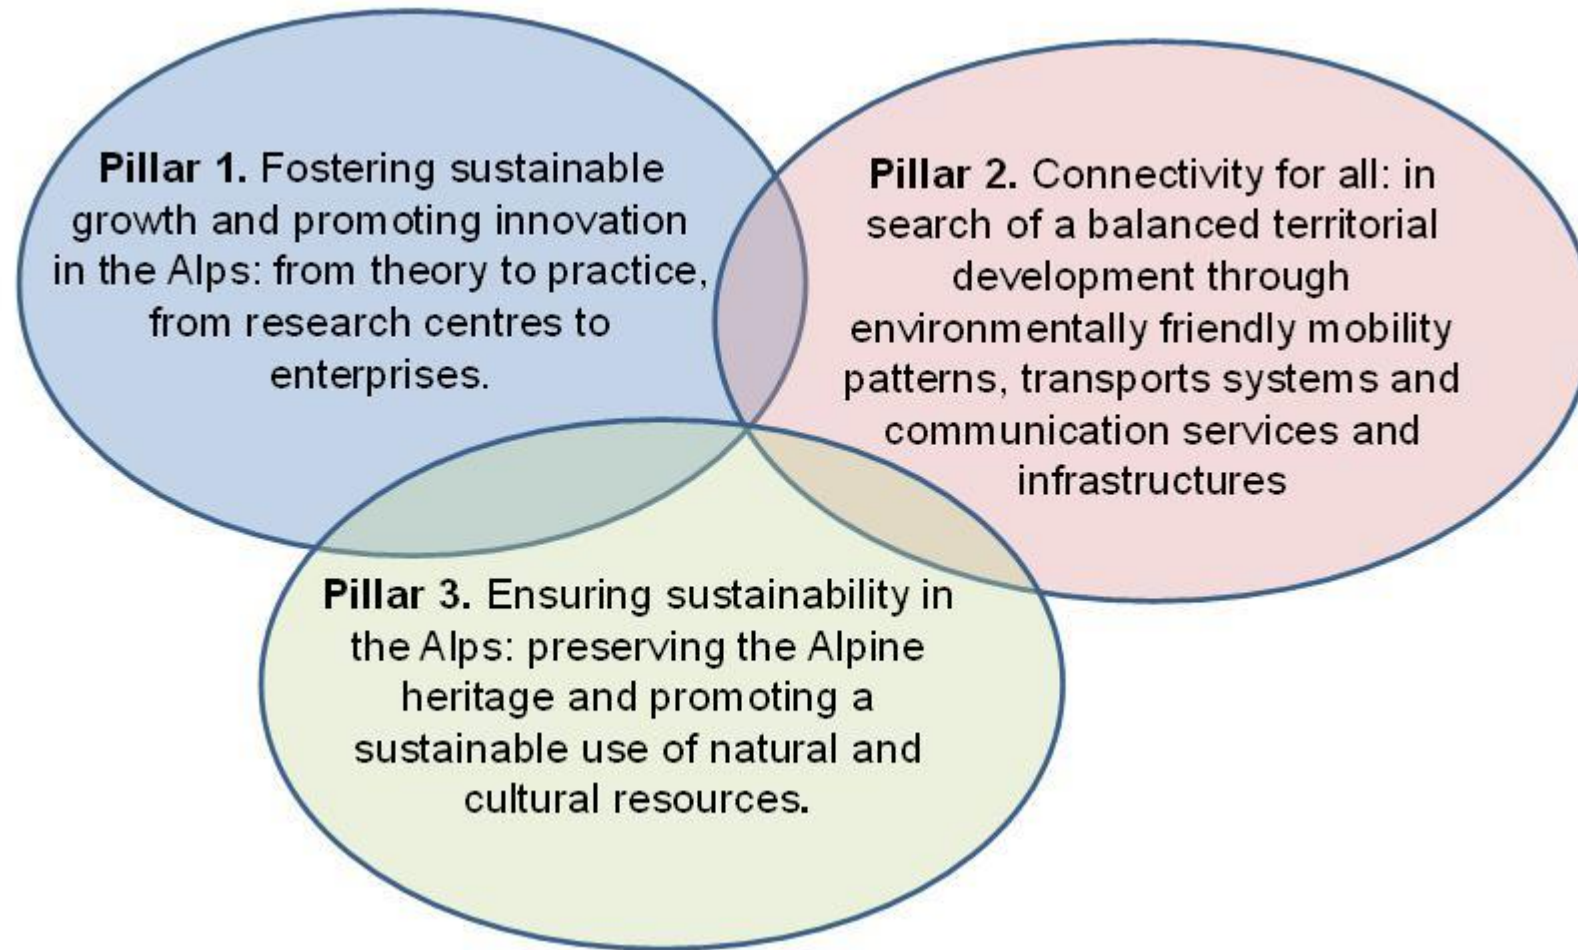 Pillar 1. Fostering sustainable
growth and promoting innovation
in the Alps: from theory to practice,
from research centres to
enterprises.
Pillar 2. Connectivity for all: in
search of a balanced territorial
development through
environmentally friendly mobility
patterns, transports systems and
communication services and
infrastructures
Pillar 3. Ensuring sustainability in
the Alps: preserving the Alpine
heritage and promoting a
sustainable use of natural and
cultural resources.